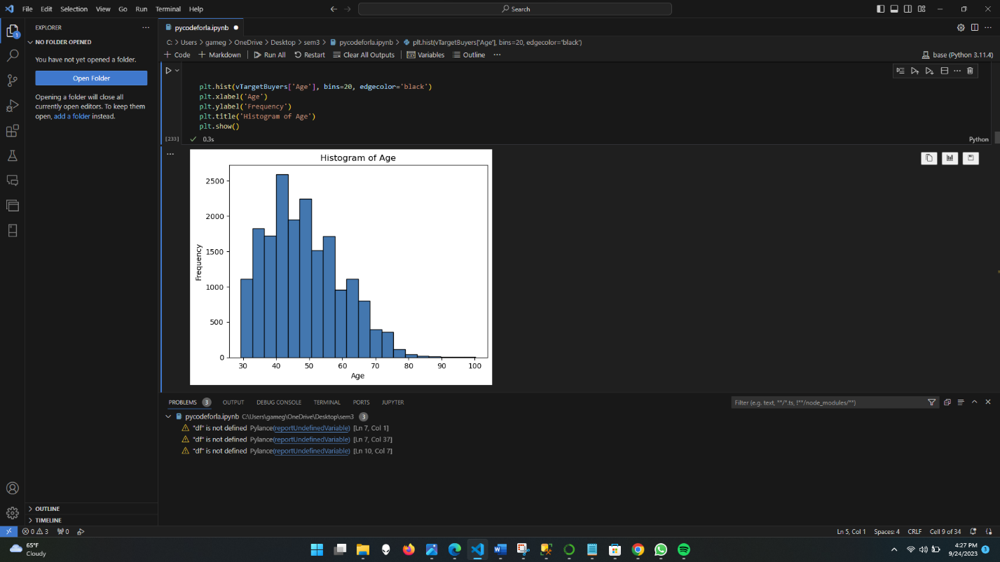 File Edit Selection View Go Run Terminal Help
Search
EXPLORER
NO FOLDER OPENED
You have not yet opened a folder.
Open Folder
Opening a folder will close all
currently open editors. To keep them
open, add a folder instead.
OUTLINE
TIMELINE
pycodeforla.ipynb
C: > Users > gameg > OneDrive > Desktop > sem3 > pycodeforla.ipynb > plt.hist(vTargetBuyers['Age'], bins=20, edgecolor='black')
Code Markdown Run All Restart Clear All Outputs Variables Outline ...
base (Python 3.11.4)
plt.hist(vTargetBuyers['Age'], bins=20, edgecolor='black')
plt.xlabel('Age')
plt.ylabel('Frequency')
plt.title('Histogram of Age')
plt.show()
[233] 0.3s
Python
Histogram of Age
2500
2000
1500
1000
500
0
Frequency
30 40 50 60 70 80 90 100
Age
PROBLEMS 3 OUTPUT DEBUG CONSOLE TERMINAL PORTS JUPYTER
Filter (e.g. text, **/*.ts, !**/node_modules/**)
pycodeforla.ipynb C:\Users\gameg\OneDrive\Desktop\sem3 3
"df" is not defined Pylance(reportUndefinedVariable) [Ln 7, Col 1]
"df" is not defined Pylance(reportUndefinedVariable) [Ln 7, Col 37]
"df" is not defined Pylance(reportUndefinedVariable) [Ln 10, Col 7]
0 3 0
Ln 5, Col 1 Spaces: 4 CRLF Cell 9 of 34
65°F
Cloudy
4:27 PM
9/24/2023
3
1